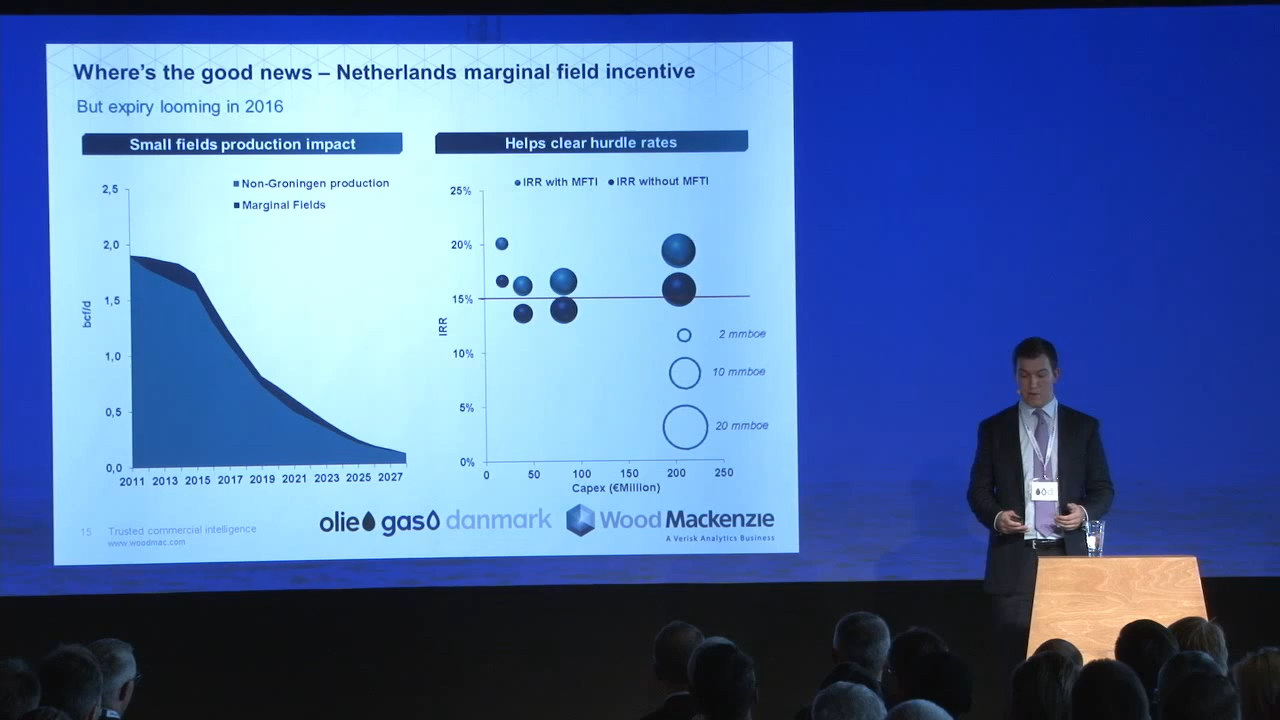 Where's the good news – Netherlands marginal field incentive
But expiry looming in 2016
Small fields production impact
Non-Groningen production
Marginal Fields
2,5
2,0
1,5
1,0
0,5
0,0
bcf/d
2011 2013 2015 2017 2019 2021 2023 2025 2027
Helps clear hurdle rates
IRR with MFTI IRR without MFTI
25%
20%
15%
10%
5%
0%
IRR
2 mmboe
10 mmboe
20 mmboe
0 50 100 150 200 250
Capex (€Million)
15 Trusted commercial intelligence
www.woodmac.com
olie gas danmark
Wood Mackenzie
A Verisk Analytics Business